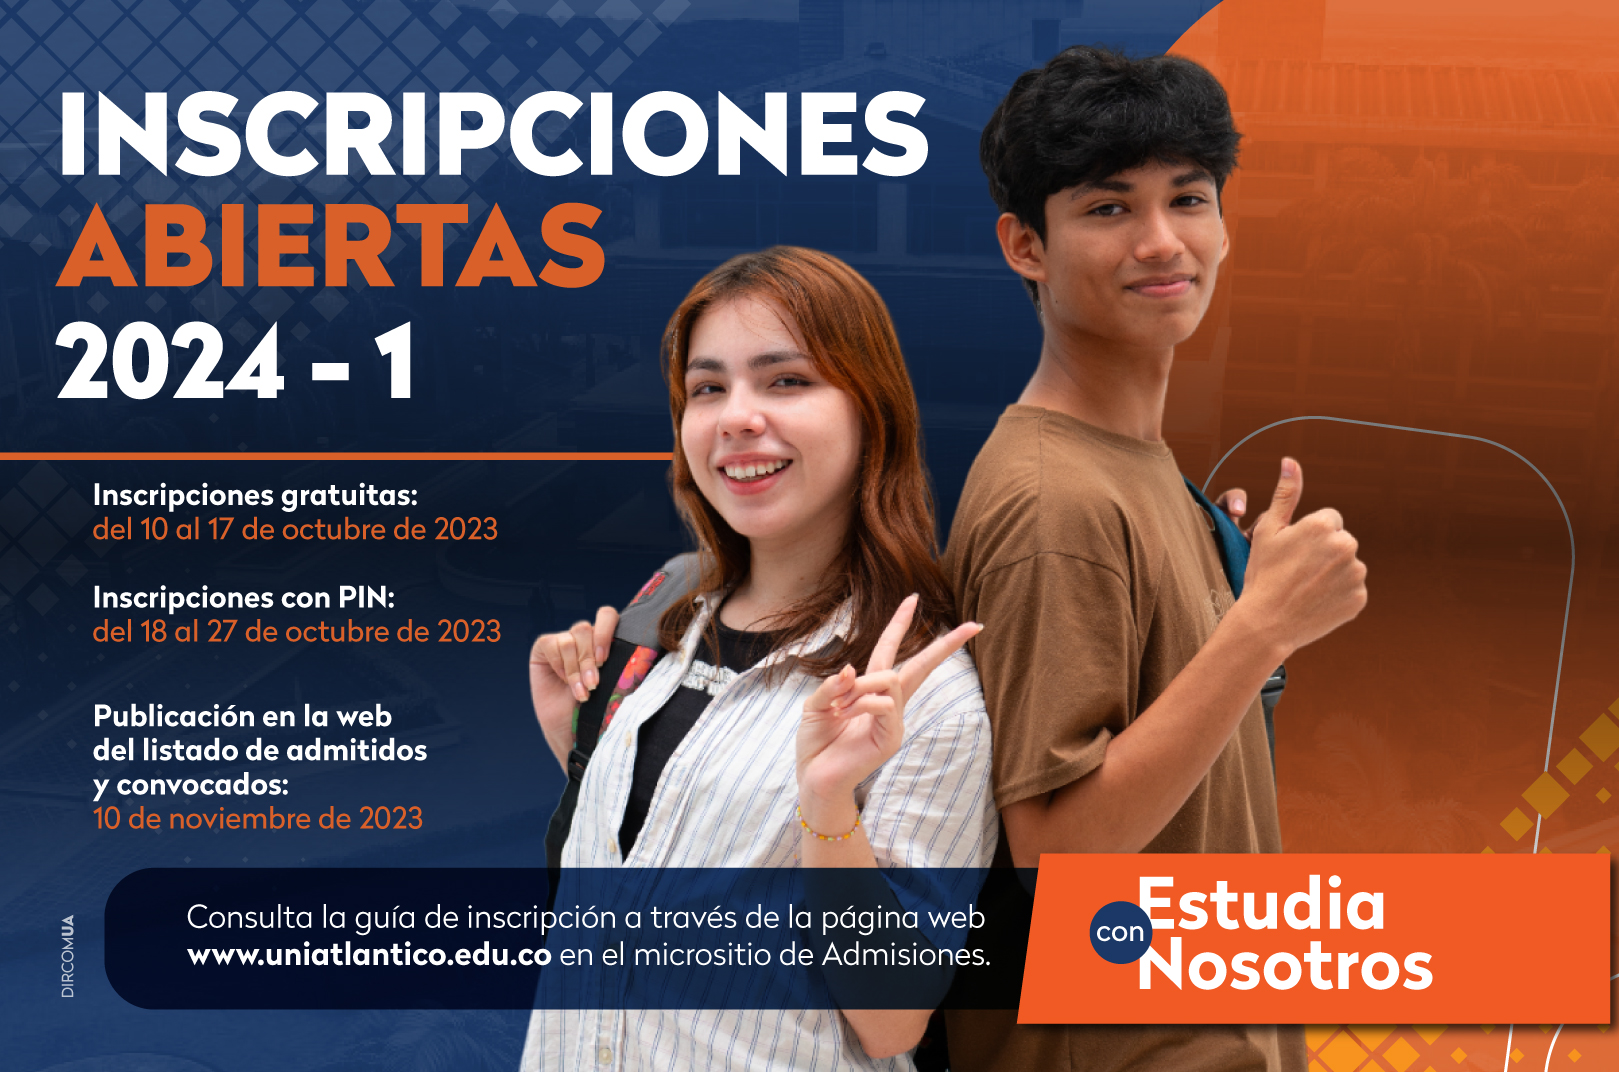 INSCRIPCIONES
ABIERTAS
2024 - 1
Inscripciones gratuitas:
del 10 al 17 de octubre de 2023
Inscripciones con PIN:
del 18 al 27 de octubre de 2023
Publicación en la web
del listado de admitidos
y convocados:
10 de noviembre de 2023
Consulta la guía de inscripción a través de la página web
www.uniatlantico.edu.co en el micrositio de Admisiones.
Estudia
con
Nosotros
DIRCOMUA